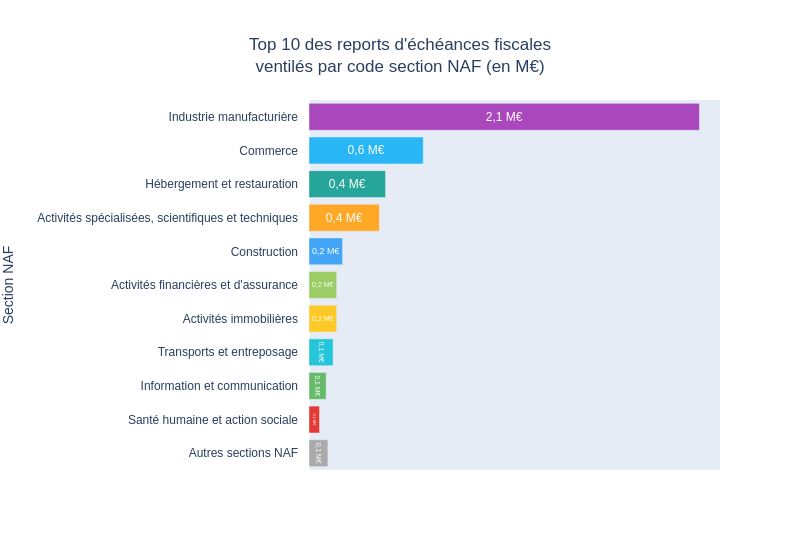 Top 10 des reports d'échéances fiscales
ventilés par code section NAF (en M€)
Section NAF
Industrie manufacturière 2,1 M€
Commerce 0,6 M€
Hébergement et restauration 0,4 M€
Activités spécialisées, scientifiques et techniques 0,4 M€
Construction 0,2 M€
Activités financières et d'assurance 0,2 M€
Activités immobilières 0,2 M€
Transports et entreposage 0,1 M€
Information et communication 0,1 M€
Santé humaine et action sociale
Autres sections NAF 0,1 M€